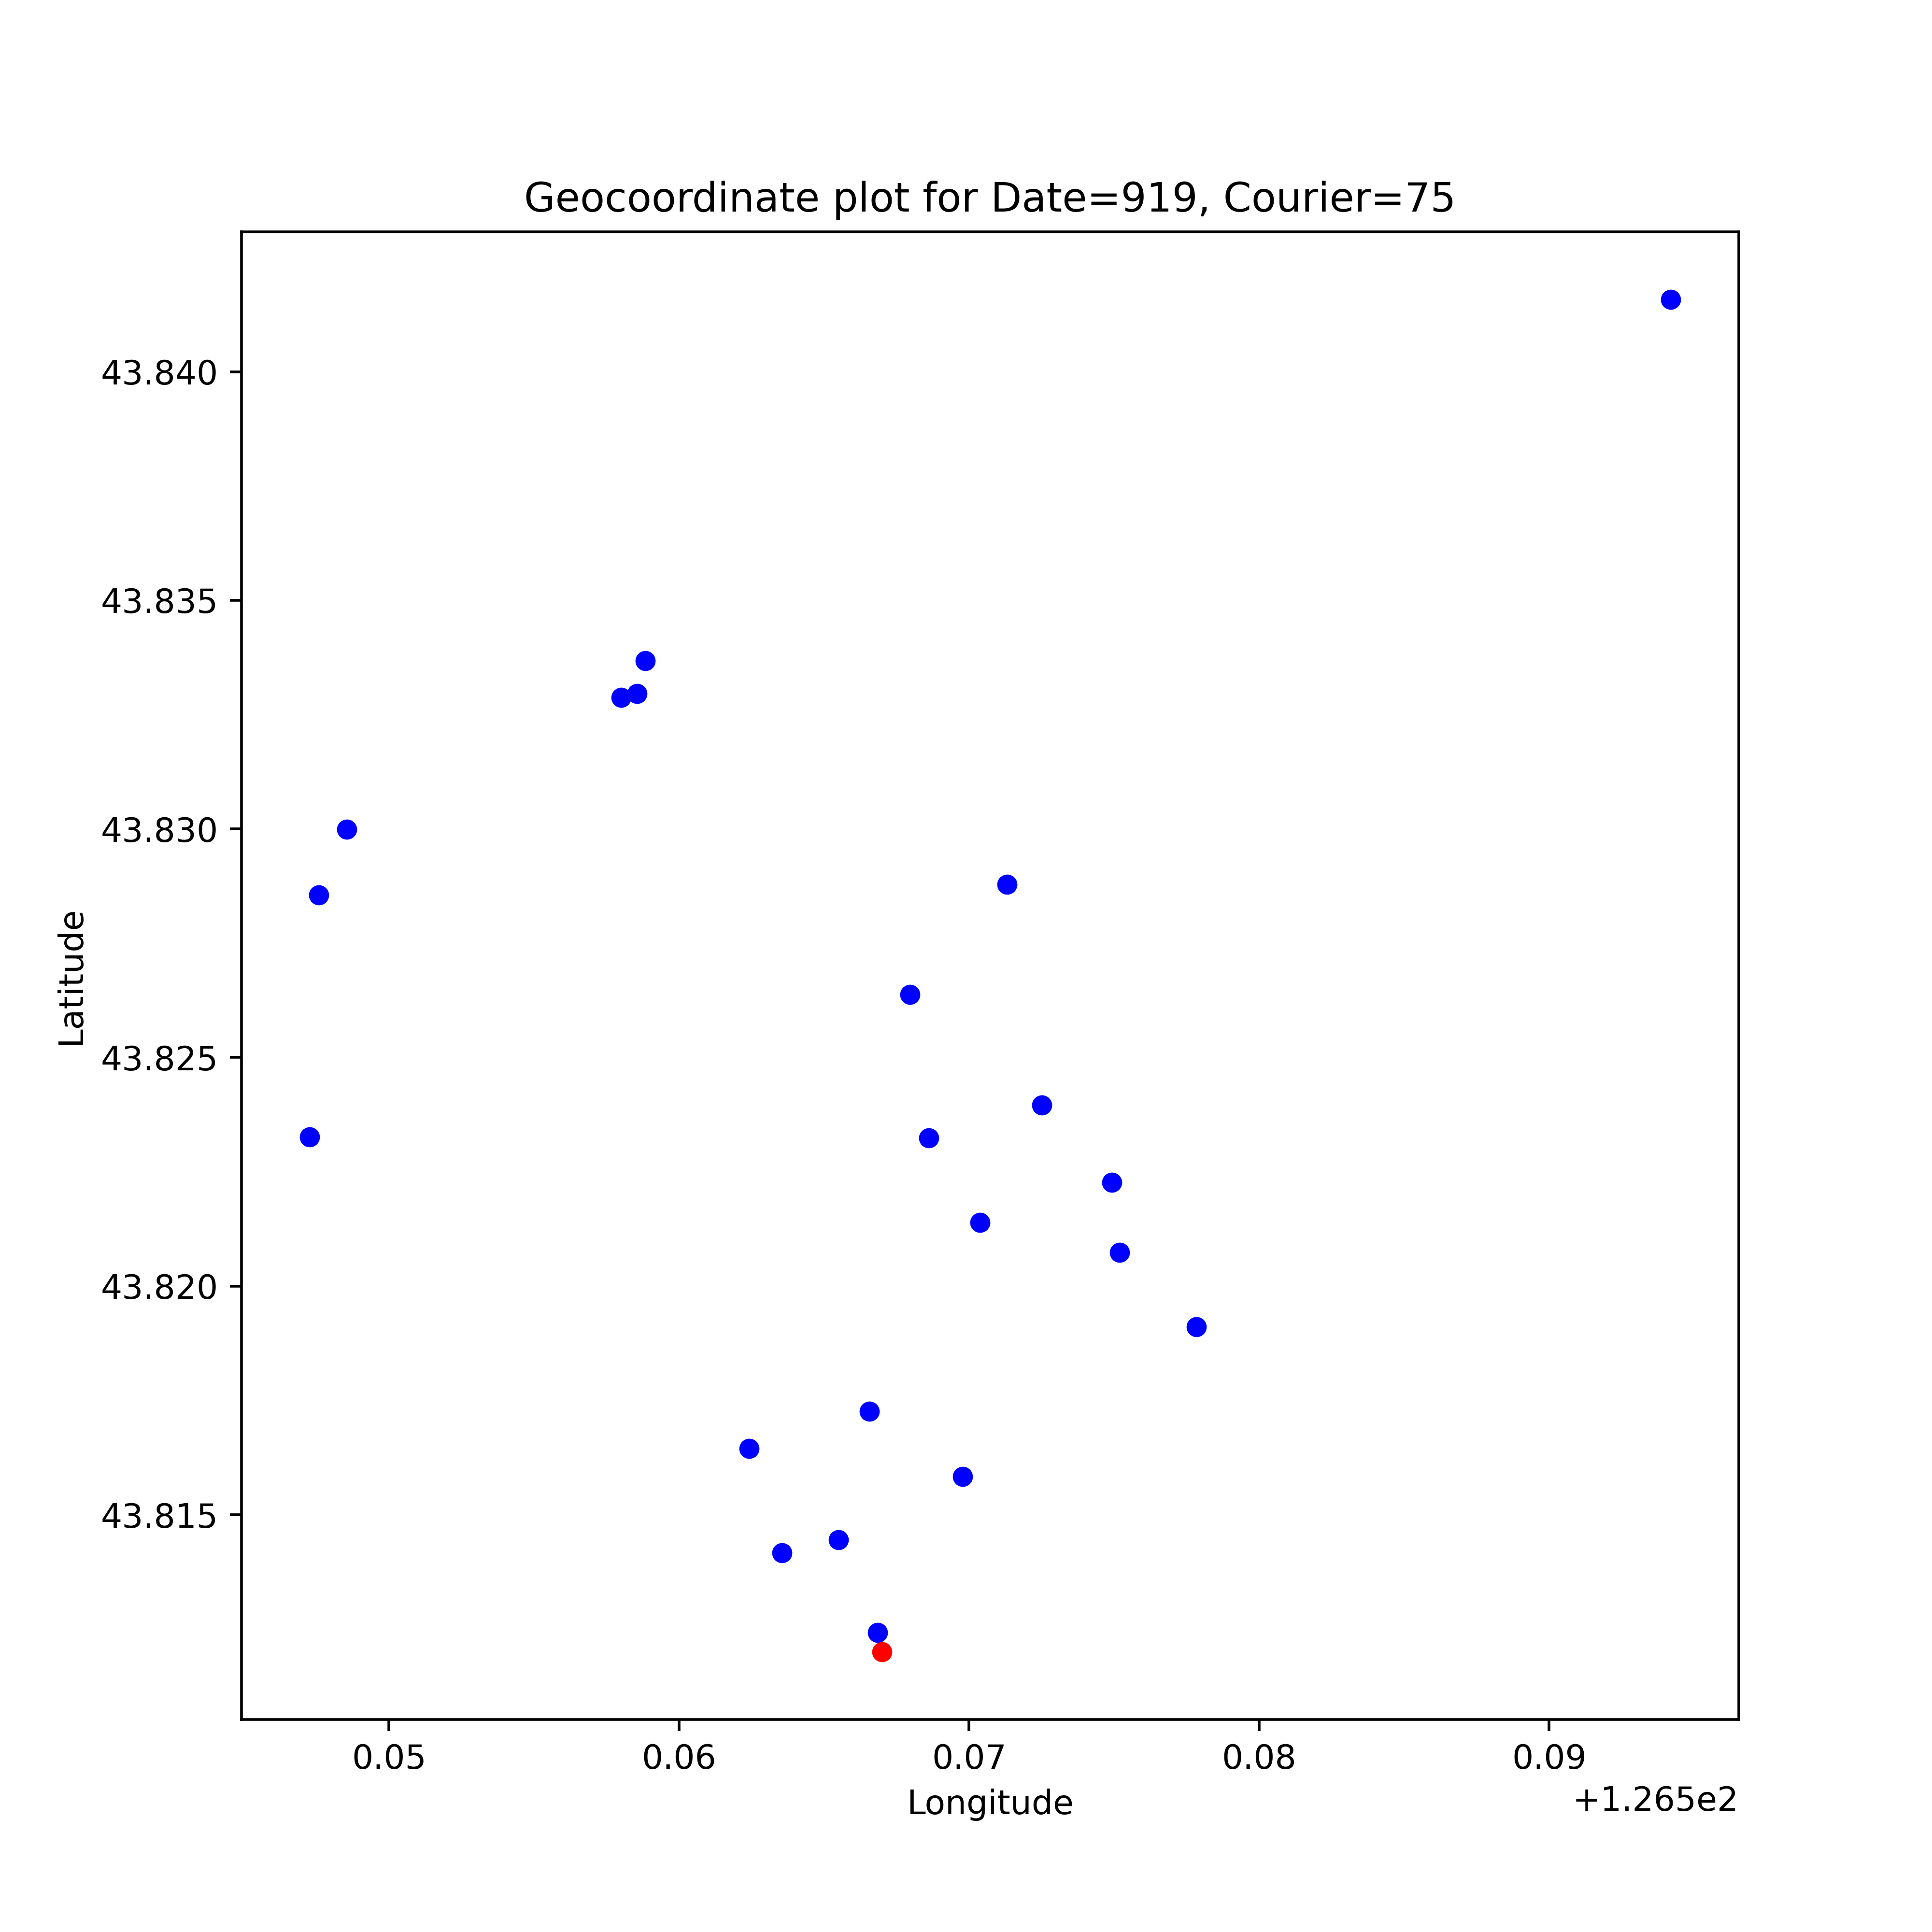 Geocoordinate plot for Date=919, Courier=75
43.840
43.835
43.830
43.825
43.820
43.815
Latitude
0.05 0.06 0.07 0.08 0.09
Longitude
+1.265e2